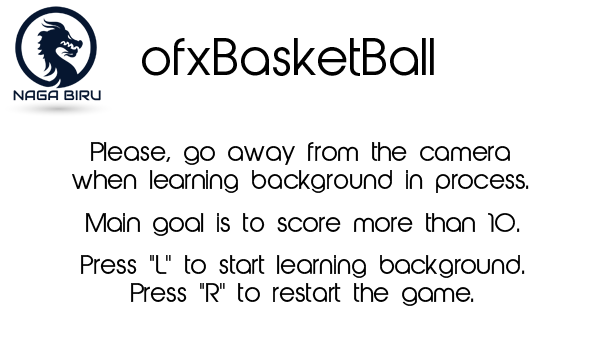 NAGA BIRU
ofxBasketBall
Please, go away from the camera
when learning background in process.
Main goal is to score more than 10.
Press "L" to start learning background.
Press "R" to restart the game.